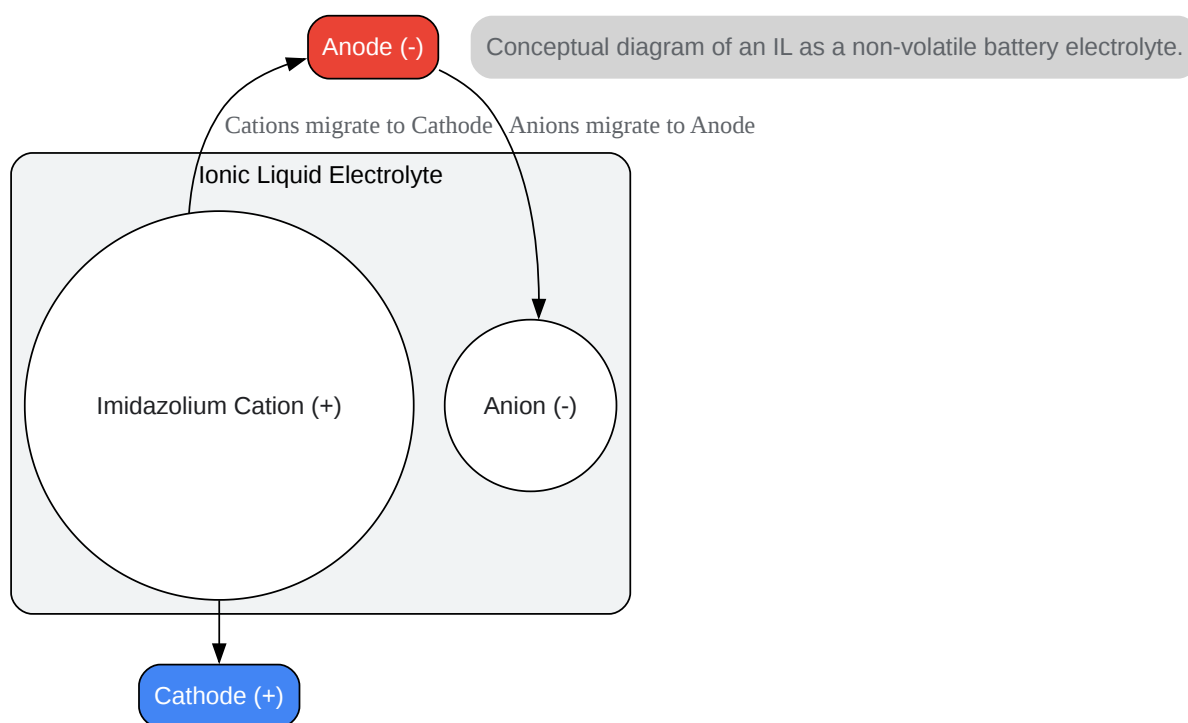 Anode (-)
Conceptual diagram of an IL as a non-volatile battery electrolyte.
Cations migrate to Cathode
Anions migrate to Anode
Ionic Liquid Electrolyte
Imidazolium Cation (+)
Anion (-)
Cathode (+)